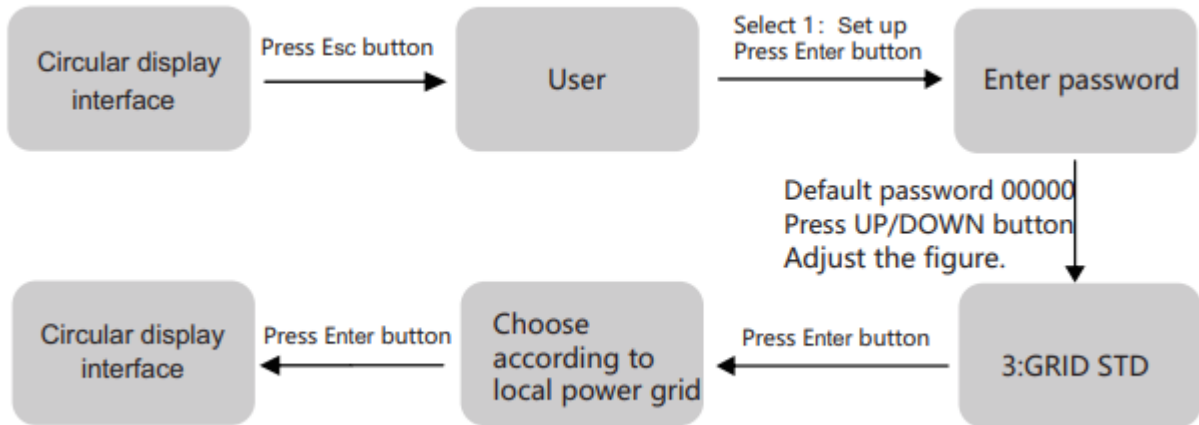 Circular display
interface
Press Esc button
User
Select 1: Set up
Press Enter button
Enter password
Default password 00000
Press UP/DOWN button
Adjust the figure.
3:GRID STD
Press Enter button
Choose
according to
local power grid
Press Enter button
Circular display
interface